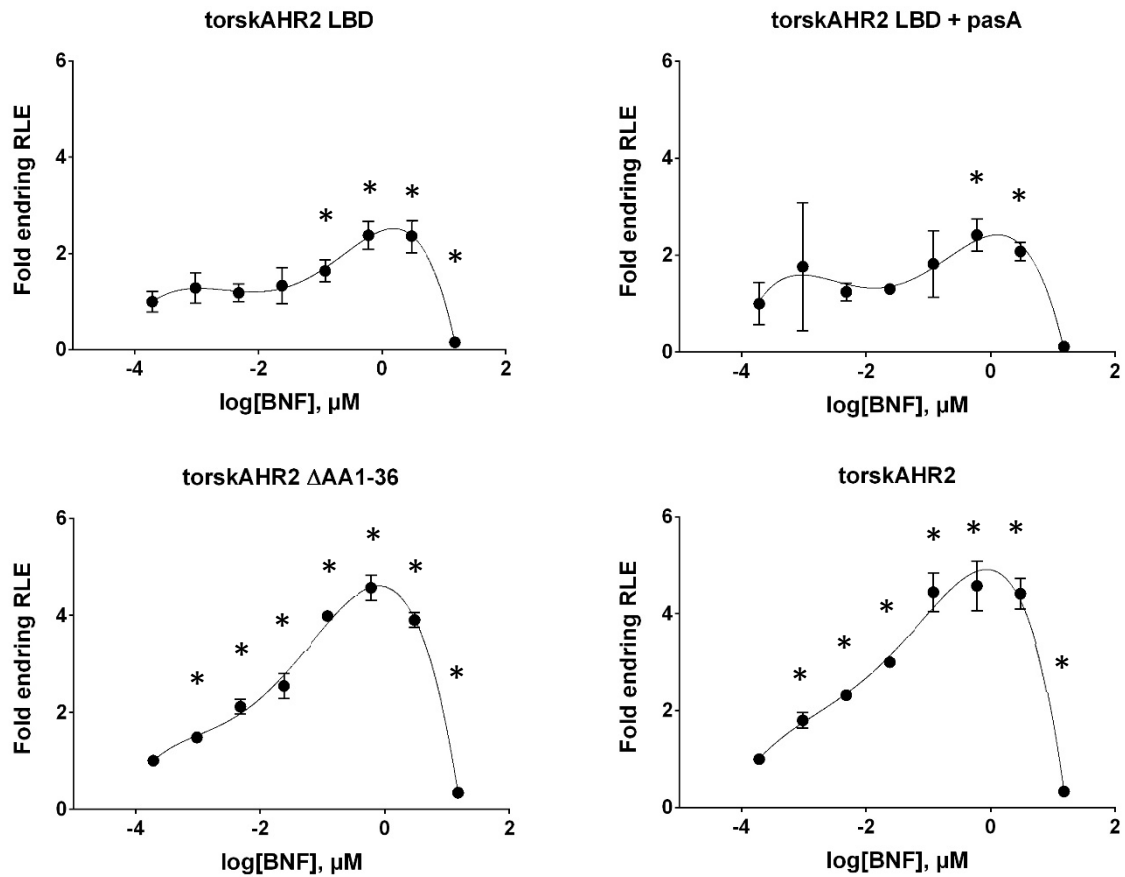 torskAHR2 LBD
Fold endring RLE
6
4
2
0
* * * *
-4 -2 0 2
log[BNF], µM
torskAHR2 LBD + pasA
Fold endring RLE
6
4
2
0
* *
-4 -2 0 2
log[BNF], µM
torskAHR2 ΔAA1-36
Fold endring RLE
6
4
2
0
* * * * * * *
-4 -2 0 2
log[BNF], µM
torskAHR2
Fold endring RLE
6
4
2
0
* * * * * * *
-4 -2 0 2
log[BNF], µM